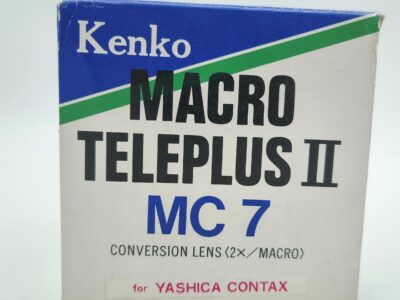 Kenko
MACRO
TELEPLUS II
MC 7
CONVERSION LENS〈2×/MACRO〉
for YASHICA CONTAX